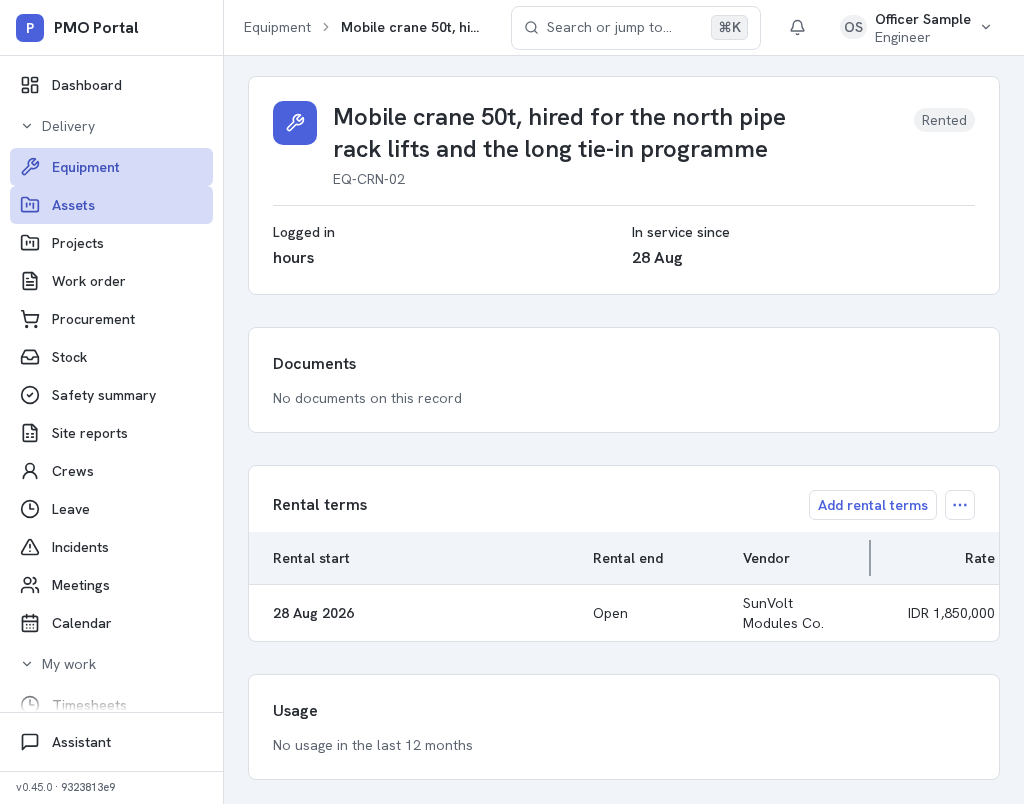 P
PMO Portal
Equipment
Mobile crane 50t, hi...
Search or jump to...
⌘K
OS
Officer Sample
Engineer
Dashboard
Delivery
Equipment
Assets
Projects
Work order
Procurement
Stock
Safety summary
Site reports
Crews
Leave
Incidents
Meetings
Calendar
My work
Timesheets
Assistant
v0.45.0 · 9323813e9
Mobile crane 50t, hired for the north pipe
rack lifts and the long tie-in programme
Rented
EQ-CRN-02
Logged in
hours
In service since
28 Aug
Documents
No documents on this record
Rental terms
Add rental terms
Rental start
Rental end
Vendor
Rate
28 Aug 2026
Open
SunVolt
Modules Co.
IDR 1,850,000
Usage
No usage in the last 12 months